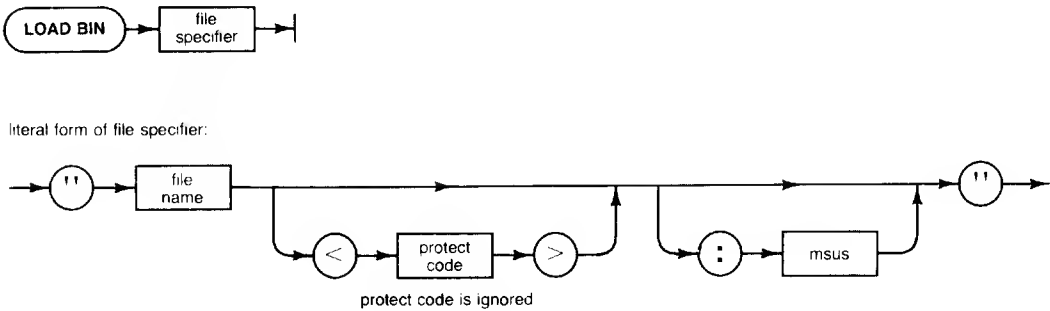 LOAD BIN
file
specifier
literal form of file specifier:
" file
name "
< protect
code >
: msus
protect code is ignored